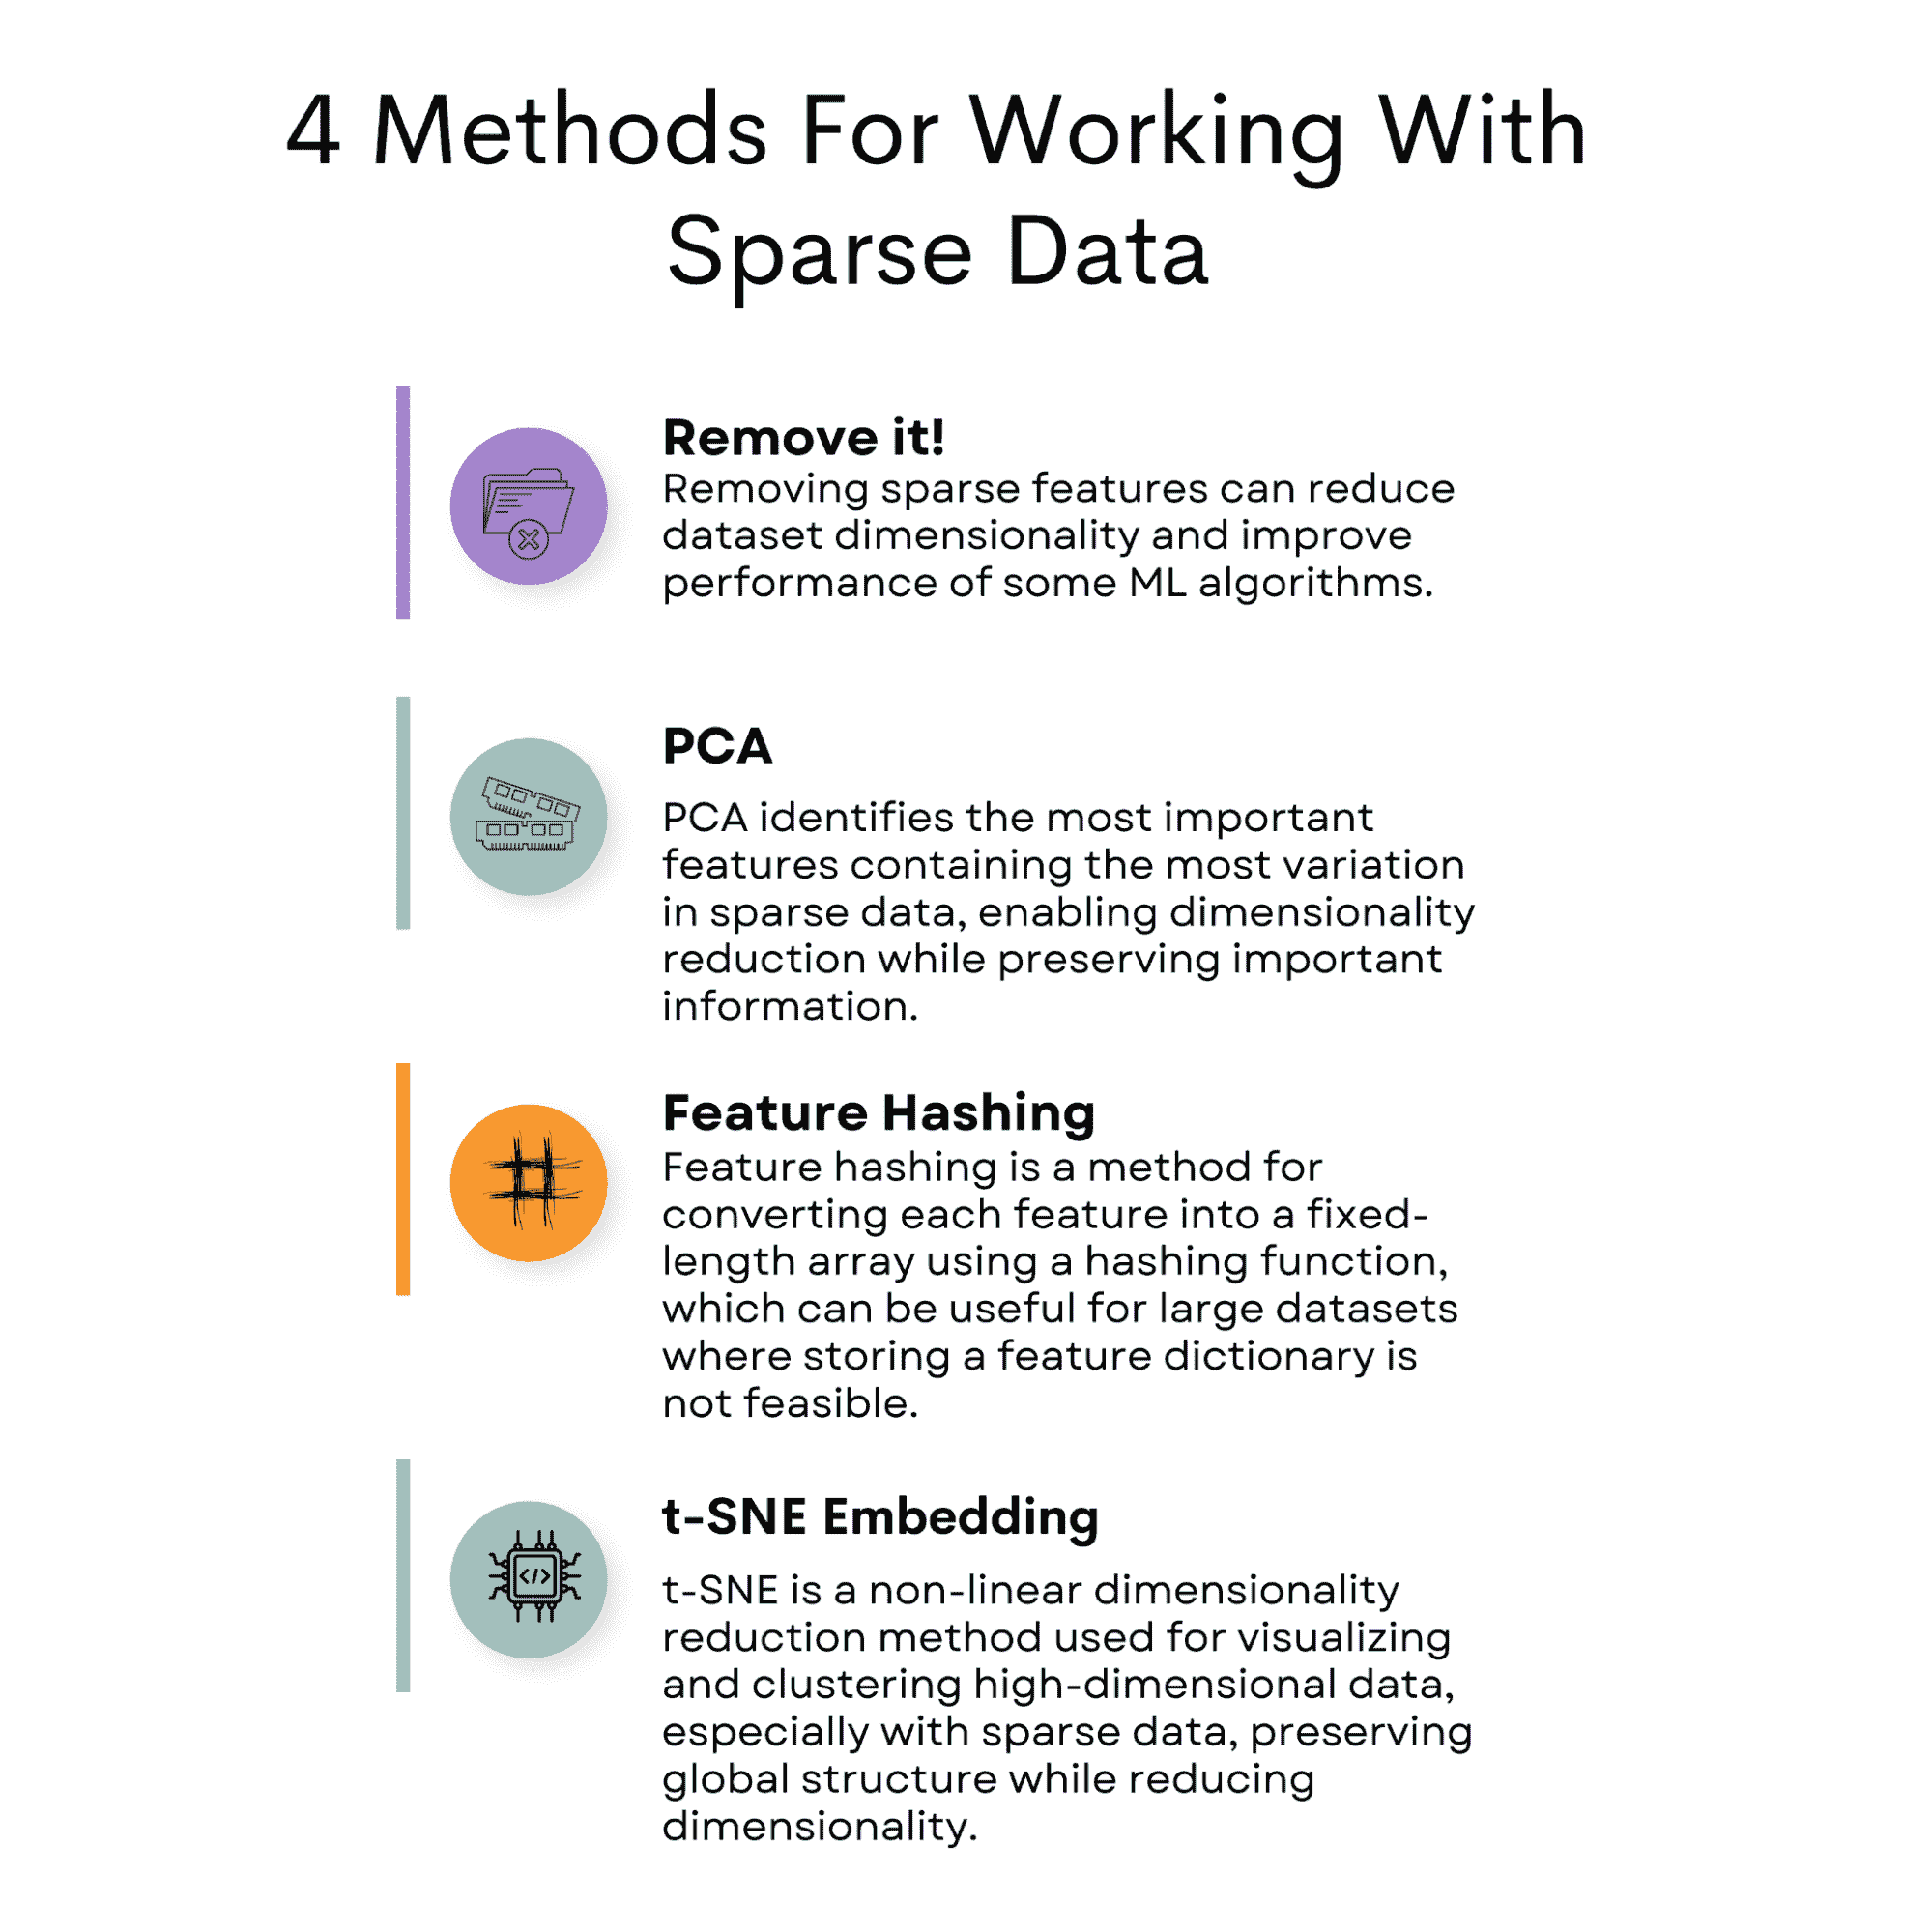 4 Methods For Working With
Sparse Data
Remove it!
Removing sparse features can reduce
dataset dimensionality and improve
performance of some ML algorithms.
PCA
PCA identifies the most important
features containing the most variation
in sparse data, enabling dimensionality
reduction while preserving important
information.
Feature Hashing
Feature hashing is a method for
converting each feature into a fixed-
length array using a hashing function,
which can be useful for large datasets
where storing a feature dictionary is
not feasible.
t-SNE Embedding
t-SNE is a non-linear dimensionality
reduction method used for visualizing
and clustering high-dimensional data,
especially with sparse data, preserving
global structure while reducing
dimensionality.